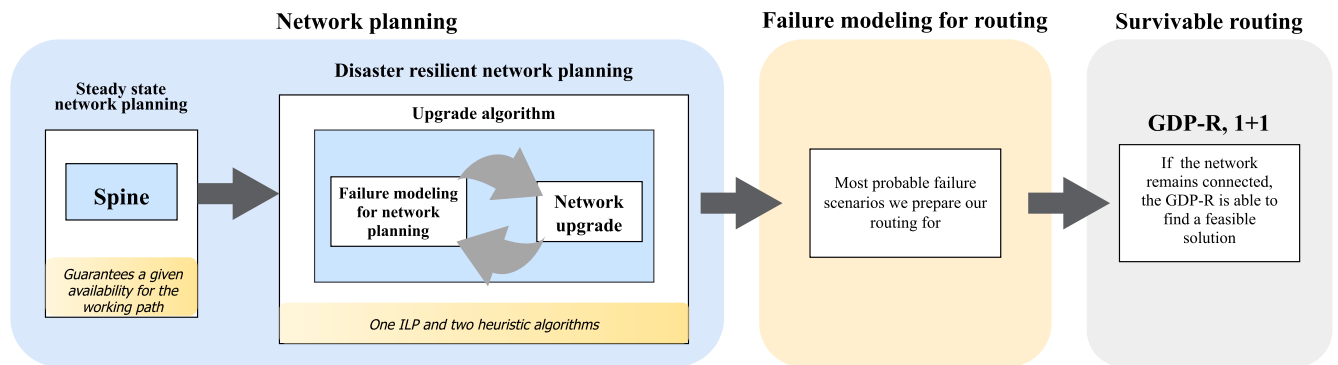 Network planning
Failure modeling for routing
Survivable routing
Steady state
network planning
Spine
Guarantees a given
availability for the
working path
Disaster resilient network planning
Upgrade algorithm
Failure modeling
for network
planning
Network
upgrade
One ILP and two heuristic algorithms
Most probable failure
scenarios we prepare our
routing for
GDP-R, 1+1
If the network
remains connected,
the GDP-R is able to
find a feasible
solution